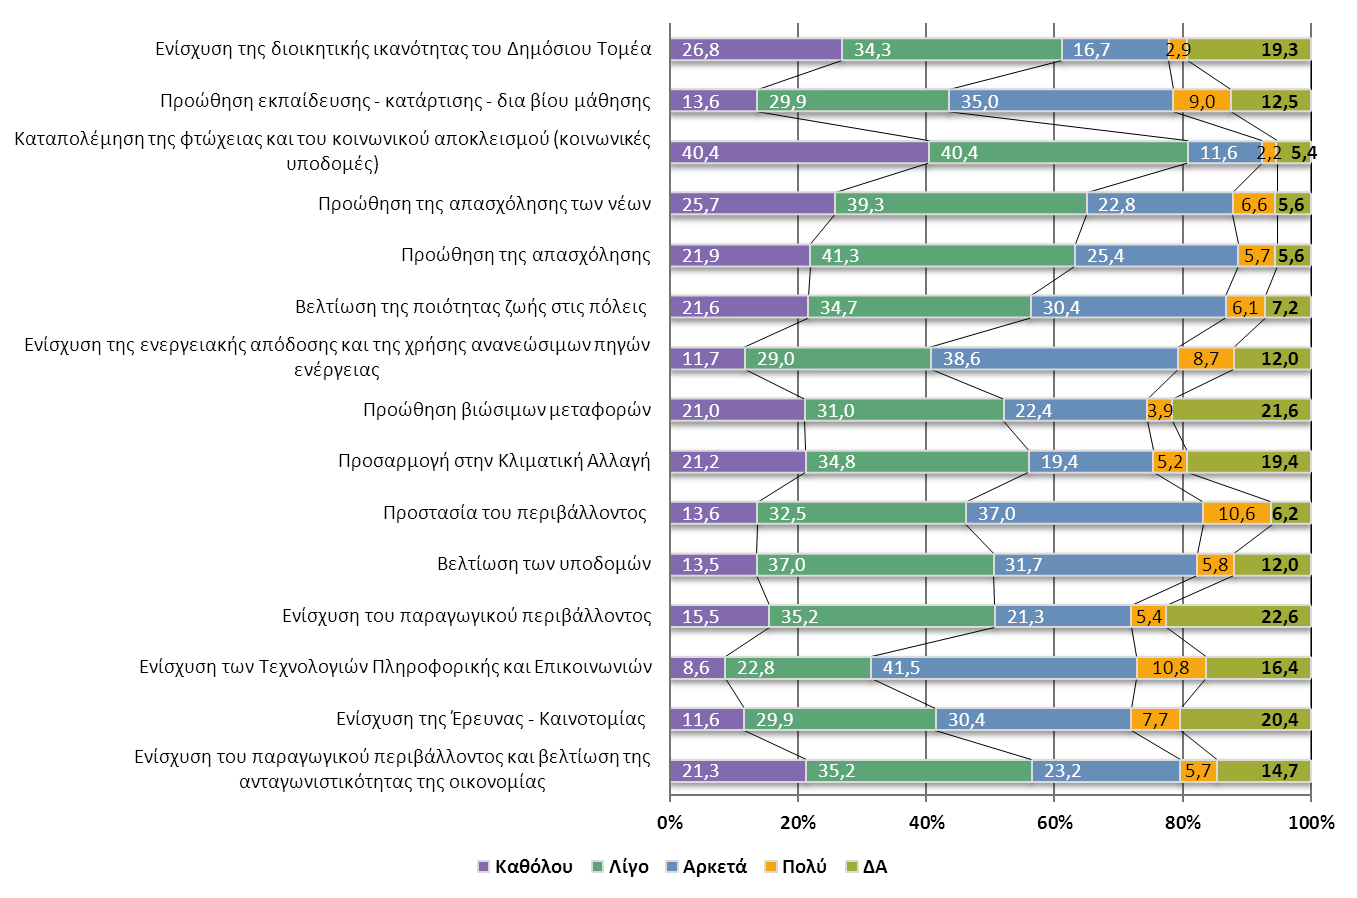 Ενίσχυση της διοικητικής ικανότητας του Δημόσιου Τομέα
26,8 34,3 16,7 2,9 19,3
Προώθηση εκπαίδευσης - κατάρτισης - δια βίου μάθησης
13,6 29,9 35,0 9,0 12,5
Καταπολέμηση της φτώχειας και του κοινωνικού αποκλεισμού (κοινωνικές
υποδομές)
40,4 40,4 11,6 2,2 5,4
Προώθηση της απασχόλησης των νέων
25,7 39,3 22,8 6,6 5,6
Προώθηση της απασχόλησης
21,9 41,3 25,4 5,7 5,6
Βελτίωση της ποιότητας ζωής στις πόλεις
21,6 34,7 30,4 6,1 7,2
Ενίσχυση της ενεργειακής απόδοσης και της χρήσης ανανεώσιμων πηγών
ενέργειας
11,7 29,0 38,6 8,7 12,0
Προώθηση βιώσιμων μεταφορών
21,0 31,0 22,4 3,9 21,6
Προσαρμογή στην Κλιματική Αλλαγή
21,2 34,8 19,4 5,2 19,4
Προστασία του περιβάλλοντος
13,6 32,5 37,0 10,6 6,2
Βελτίωση των υποδομών
13,5 37,0 31,7 5,8 12,0
Ενίσχυση του παραγωγικού περιβάλλοντος
15,5 35,2 21,3 5,4 22,6
Ενίσχυση των Τεχνολογιών Πληροφορικής και Επικοινωνιών
8,6 22,8 41,5 10,8 16,4
Ενίσχυση της Έρευνας - Καινοτομίας
11,6 29,9 30,4 7,7 20,4
Ενίσχυση του παραγωγικού περιβάλλοντος και βελτίωση της
ανταγωνιστικότητας της οικονομίας
21,3 35,2 23,2 5,7 14,7
0% 20% 40% 60% 80% 100%
Καθόλου Λίγο Αρκετά Πολύ ΔΑ